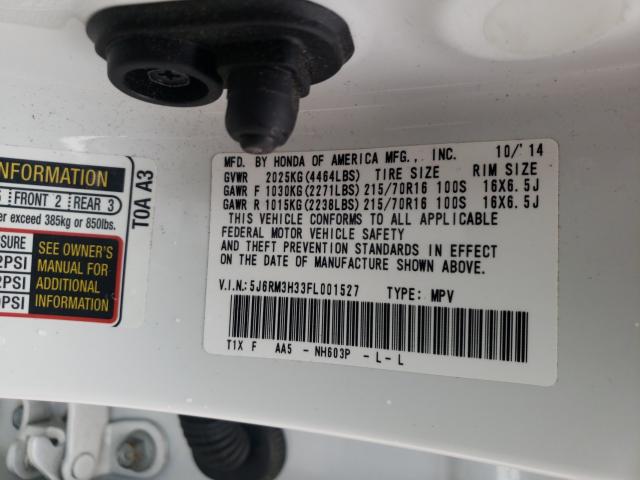 INFORMATION
FRONT 2 REAR 3
er exceed 385kg or 850lbs.
SURE
2PSI
2PSI
0PSI
SEE OWNER'S
MANUAL FOR
ADDITIONAL
INFORMATION
T0A A3
MFD. BY HONDA OF AMERICA MFG., INC. 10/'14
GVWR 2025KG(4464LBS) TIRE SIZE RIM SIZE
GAWR F 1030KG(2271LBS) 215/70R16 100S 16X6.5J
GAWR R 1015KG(2238LBS) 215/70R16 100S 16X6.5J
THIS VEHICLE CONFORMS TO ALL APPLICABLE
FEDERAL MOTOR VEHICLE SAFETY
AND THEFT PREVENTION STANDARDS IN EFFECT
ON THE DATE OF MANUFACTURE SHOWN ABOVE.
V.I.N.:5J6RM3H33FL001527 TYPE: MPV
T1X F AA5 - NH603P - L - L